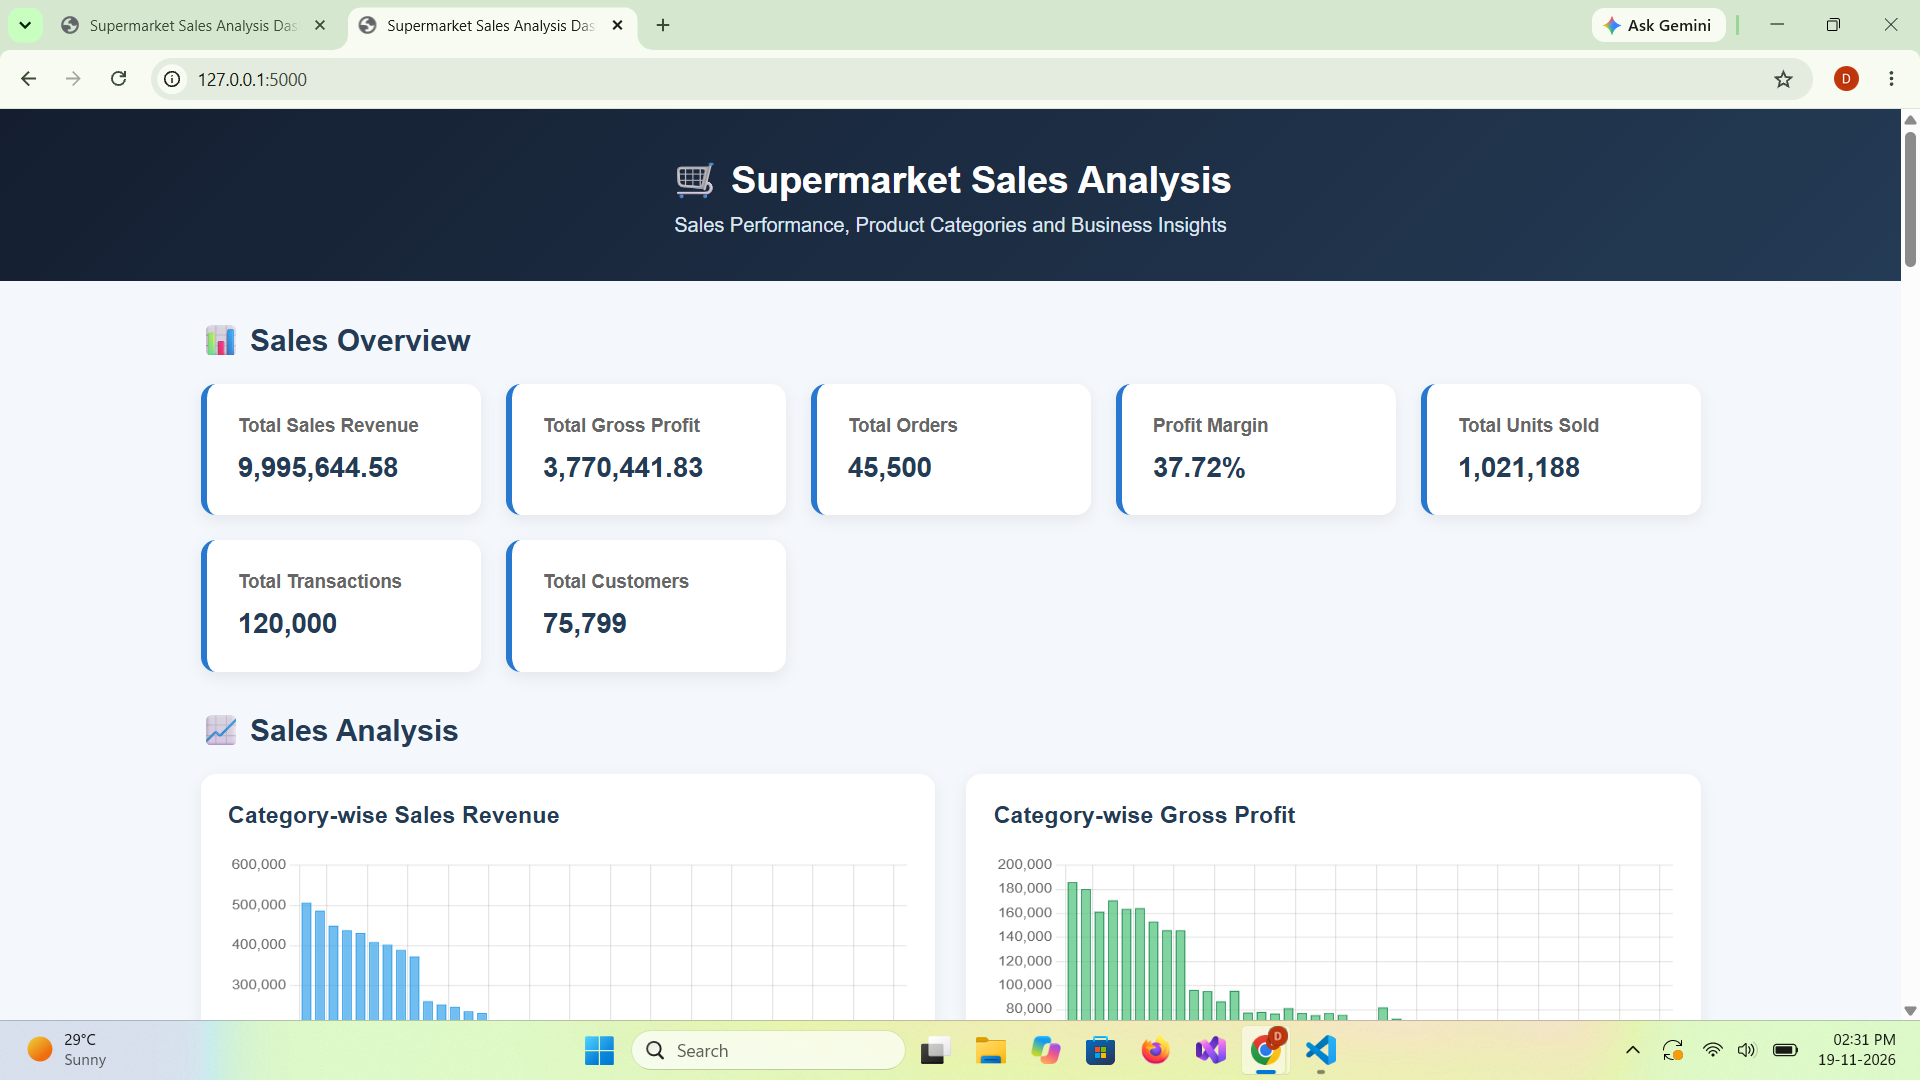 Supermarket Sales Analysis Das
Supermarket Sales Analysis Das
Ask Gemini
127.0.0.1:5000
D
Supermarket Sales Analysis
Sales Performance, Product Categories and Business Insights
Sales Overview
Total Sales Revenue
9,995,644.58
Total Gross Profit
3,770,441.83
Total Orders
45,500
Profit Margin
37.72%
Total Units Sold
1,021,188
Total Transactions
120,000
Total Customers
75,799
Sales Analysis
Category-wise Sales Revenue
600,000
500,000
400,000
300,000
Category-wise Gross Profit
200,000
180,000
160,000
140,000
120,000
100,000
80,000
29°C
Sunny
Search
D
02:31 PM
19-11-2026